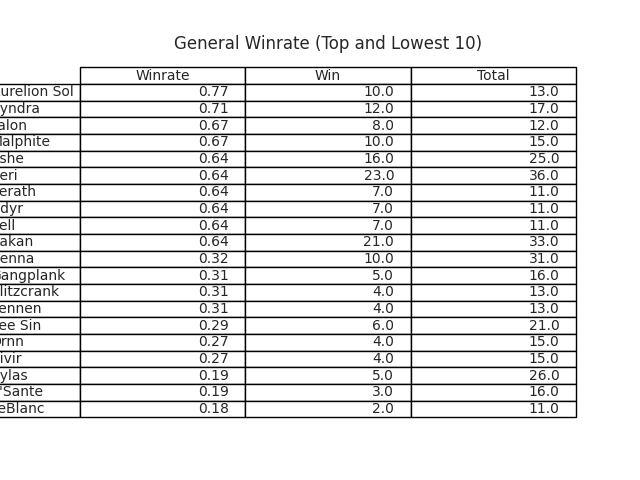 General Winrate (Top and Lowest 10)
Winrate Win Total
urelion Sol 0.77 10.0 13.0
yndra 0.71 12.0 17.0
alon 0.67 8.0 12.0
Malphite 0.67 10.0 15.0
she 0.64 16.0 25.0
eri 0.64 23.0 36.0
erath 0.64 7.0 11.0
dyr 0.64 7.0 11.0
ell 0.64 7.0 11.0
akan 0.64 21.0 33.0
enna 0.32 10.0 31.0
Gangplank 0.31 5.0 16.0
litzcrank 0.31 4.0 13.0
ennen 0.31 4.0 13.0
ee Sin 0.29 6.0 21.0
Ornn 0.27 4.0 15.0
ivir 0.27 4.0 15.0
ylas 0.19 5.0 26.0
'Sante 0.19 3.0 16.0
eBlanc 0.18 2.0 11.0